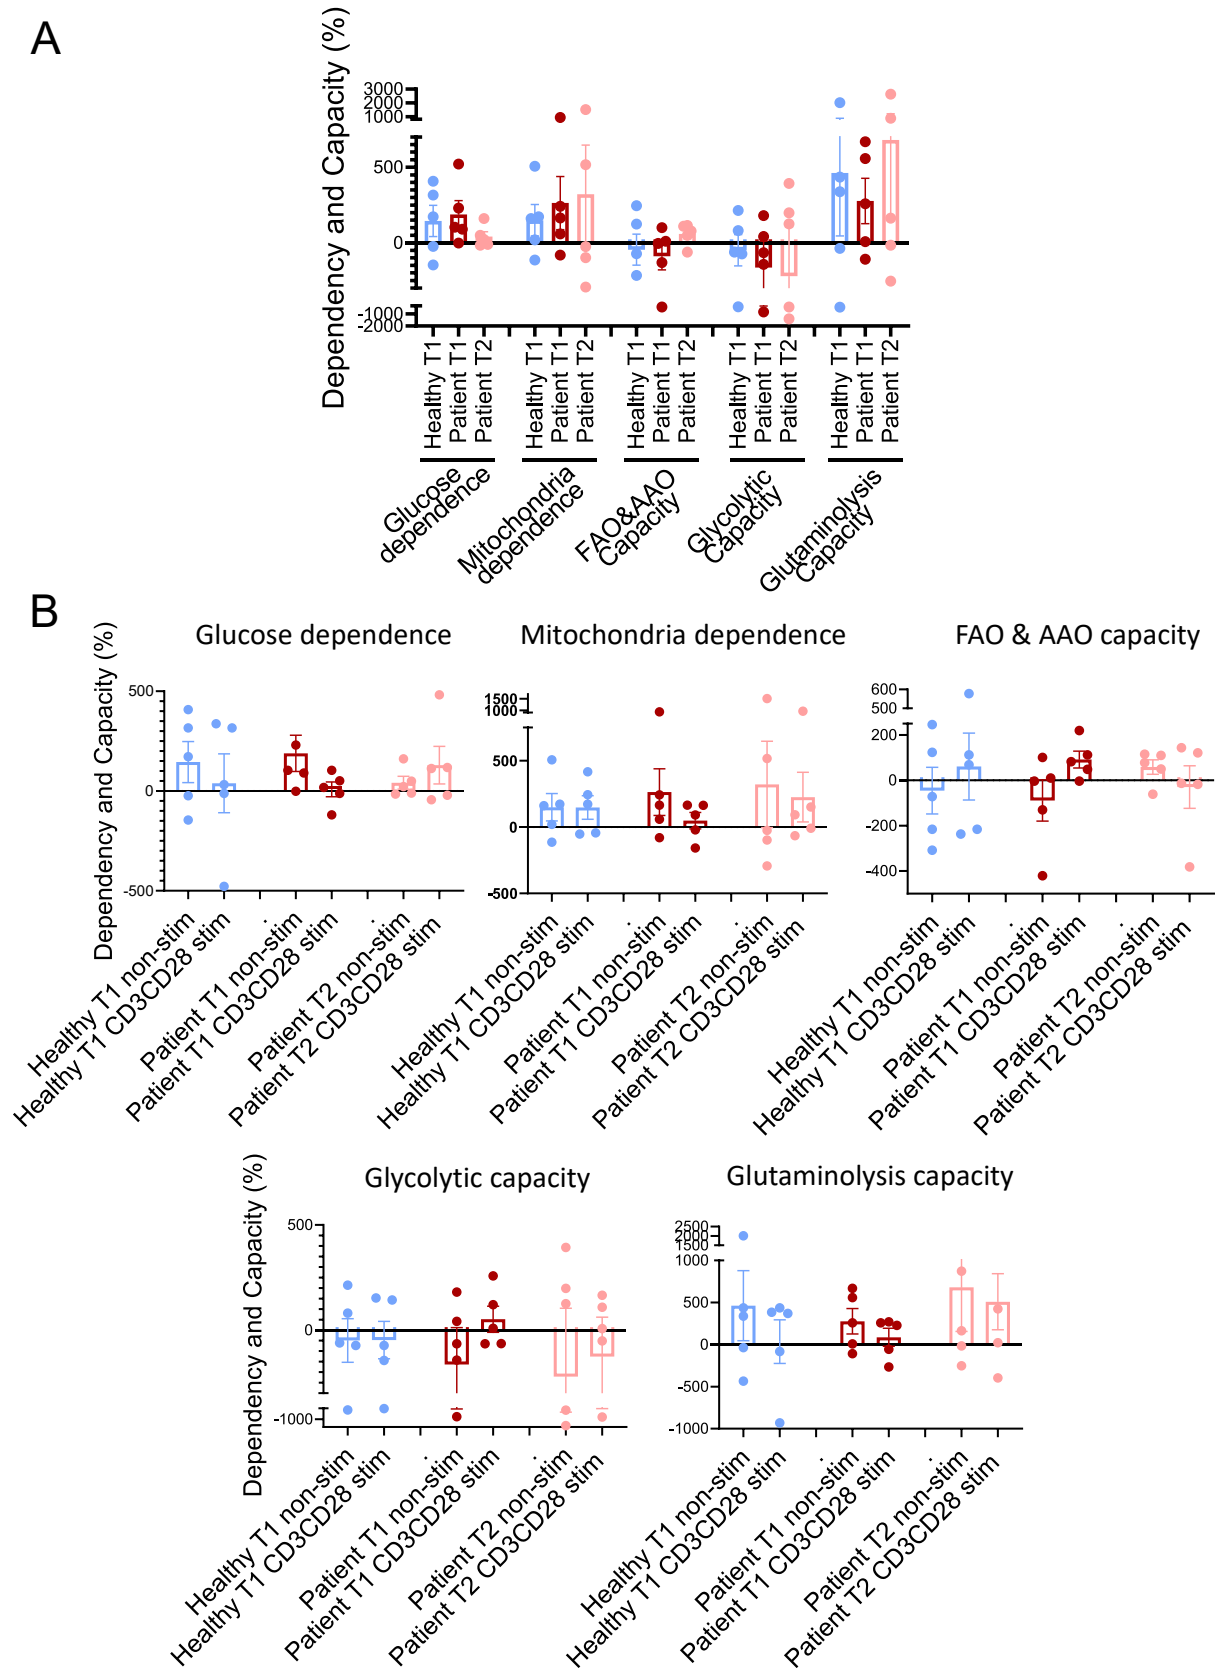 A
Dependency and Capacity (%)
3000
2000
1000
500
0
-1000
-2000
Healthy T1
Patient T1
Patient T2
Healthy T1
Patient T1
Patient T2
Healthy T1
Patient T1
Patient T2
Healthy T1
Patient T1
Patient T2
Healthy T1
Patient T1
Patient T2
Glucose
dependence
Mitochondria
dependence
FAO&AAO
Capacity
Glycolytic
Capacity
Glutaminolysis
Capacity
B
Glucose dependence
Dependency and Capacity (%)
500
0
-500
Healthy T1 non-stim
Healthy T1 CD3CD28 stim
Patient T1 non-stim
Patient T1 CD3CD28 stim
Patient T2 non-stim
Patient T2 CD3CD28 stim
Mitochondria dependence
1500
1000
500
0
-500
Healthy T1 non-stim
Healthy T1 CD3CD28 stim
Patient T1 non-stim
Patient T1 CD3CD28 stim
Patient T2 non-stim
Patient T2 CD3CD28 stim
FAO & AAO capacity
600
500
200
0
-200
-400
Healthy T1 non-stim
Healthy T1 CD3CD28 stim
Patient T1 non-stim
Patient T1 CD3CD28 stim
Patient T2 non-stim
Patient T2 CD3CD28 stim
Glycolytic capacity
Dependency and Capacity (%)
500
0
-1000
Healthy T1 non-stim
Healthy T1 CD3CD28 stim
Patient T1 non-stim
Patient T1 CD3CD28 stim
Patient T2 non-stim
Patient T2 CD3CD28 stim
Glutaminolysis capacity
2500
2000
1500
1000
500
0
-500
-1000
Healthy T1 non-stim
Healthy T1 CD3CD28 stim
Patient T1 non-stim
Patient T1 CD3CD28 stim
Patient T2 non-stim
Patient T2 CD3CD28 stim